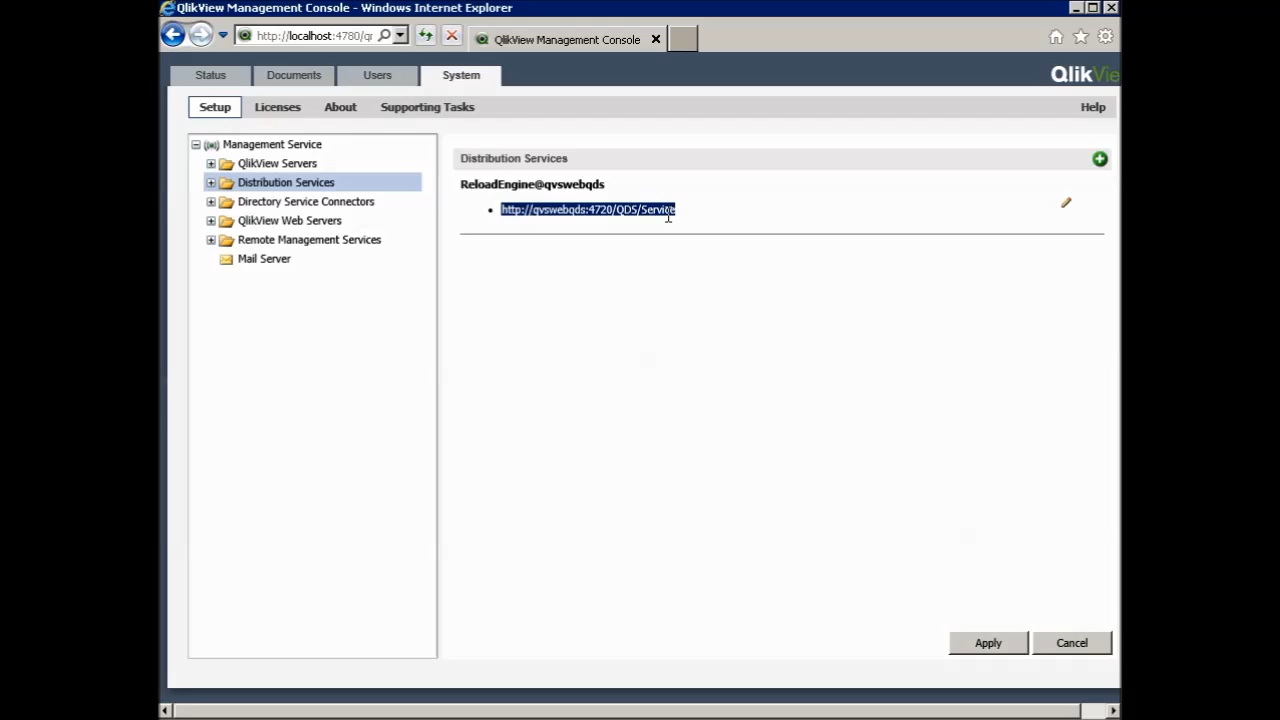 QlikView Management Console - Windows Internet Explorer
http://localhost:4780/qr
QlikView Management Console
Status Documents Users System
QlikVie
Setup Licenses About Supporting Tasks Help
Management Service
QlikView Servers
Distribution Services
Directory Service Connectors
QlikView Web Servers
Remote Management Services
Mail Server
Distribution Services
ReloadEngine@qvswebqds
• http://qvswebqds:4720/QDS/Service
Apply Cancel